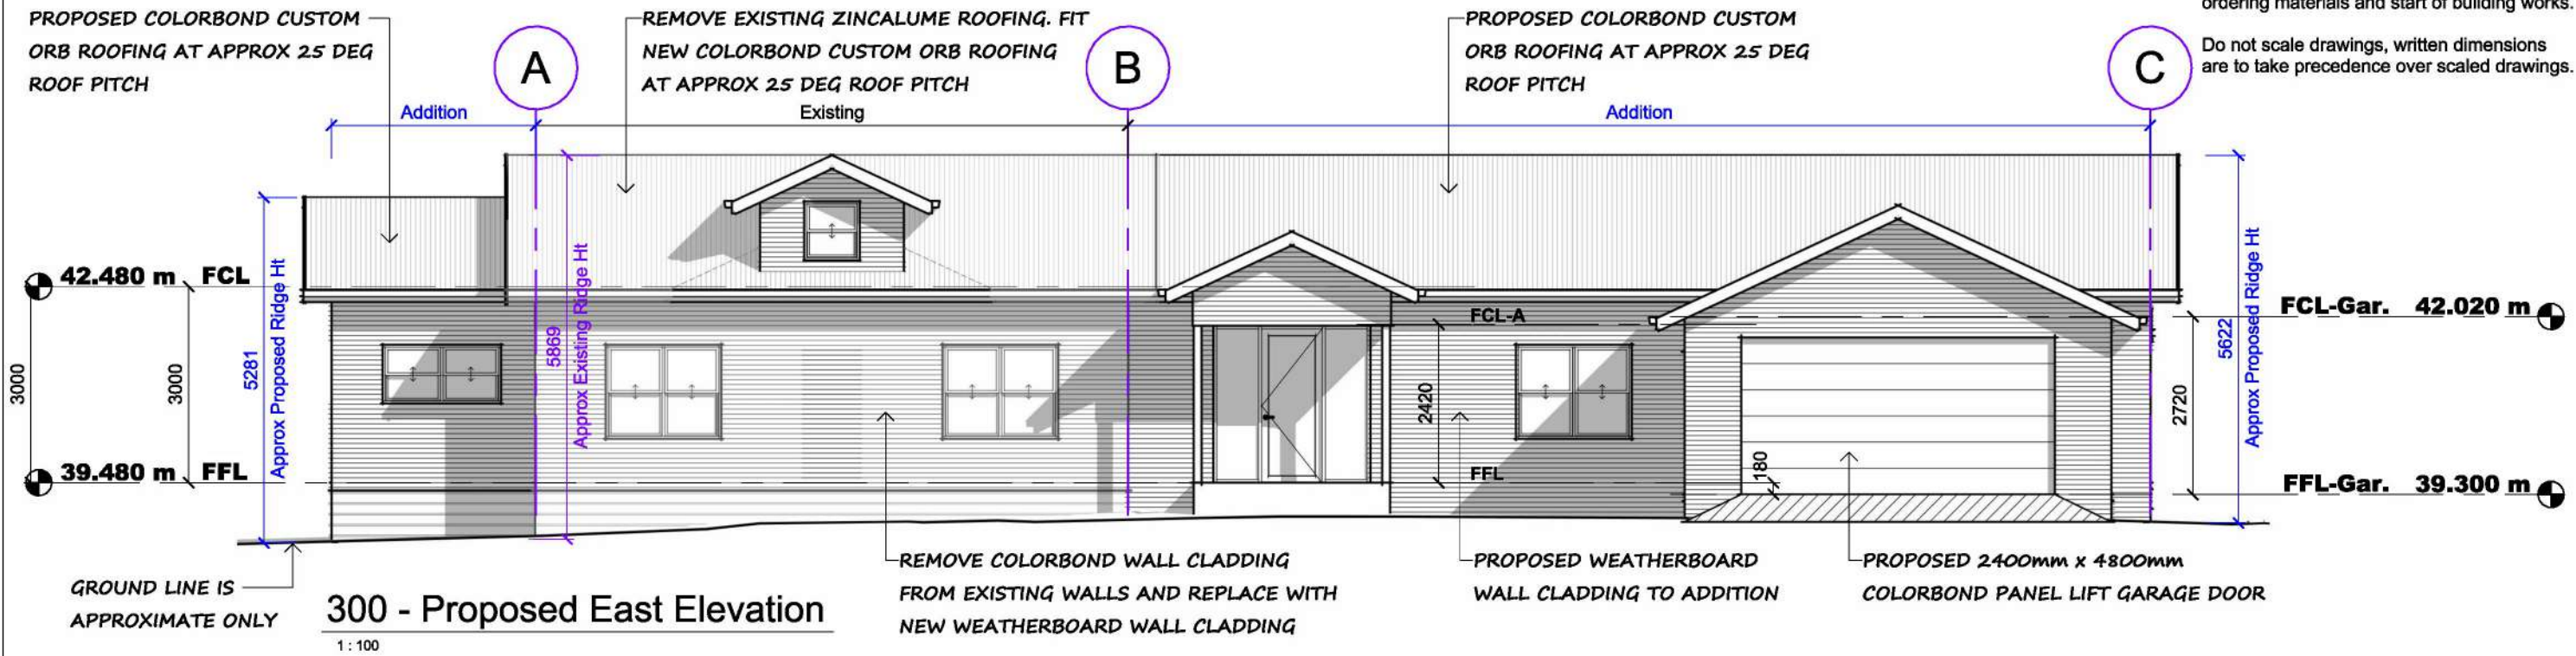 PROPOSED COLORBOND CUSTOM
ORB ROOFING AT APPROX 25 DEG
ROOF PITCH
REMOVE EXISTING ZINCALUME ROOFING. FIT
NEW COLORBOND CUSTOM ORB ROOFING
AT APPROX 25 DEG ROOF PITCH
PROPOSED COLORBOND CUSTOM
ORB ROOFING AT APPROX 25 DEG
ROOF PITCH
ordering materials and start of building works.
Do not scale drawings, written dimensions
are to take precedence over scaled drawings.
A
B
C
Addition
Existing
Addition
42.480 m FCL
39.480 m FFL
3000
3000
5281
Approx Proposed Ridge Ht
5869
Approx Existing Ridge Ht
FCL-A
2420
FFL
180
FCL-Gar. 42.020 m
FFL-Gar. 39.300 m
2720
5622
Approx Proposed Ridge Ht
GROUND LINE IS
APPROXIMATE ONLY
REMOVE COLORBOND WALL CLADDING
FROM EXISTING WALLS AND REPLACE WITH
NEW WEATHERBOARD WALL CLADDING
PROPOSED WEATHERBOARD
WALL CLADDING TO ADDITION
PROPOSED 2400mm x 4800mm
COLORBOND PANEL LIFT GARAGE DOOR
300 - Proposed East Elevation
1 : 100